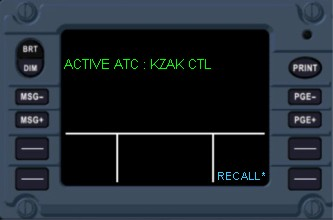 BRT
DIM
ACTIVE ATC : KZAK CTL
PRINT
MSG-
PGE-
MSG+
PGE+
RECALL*